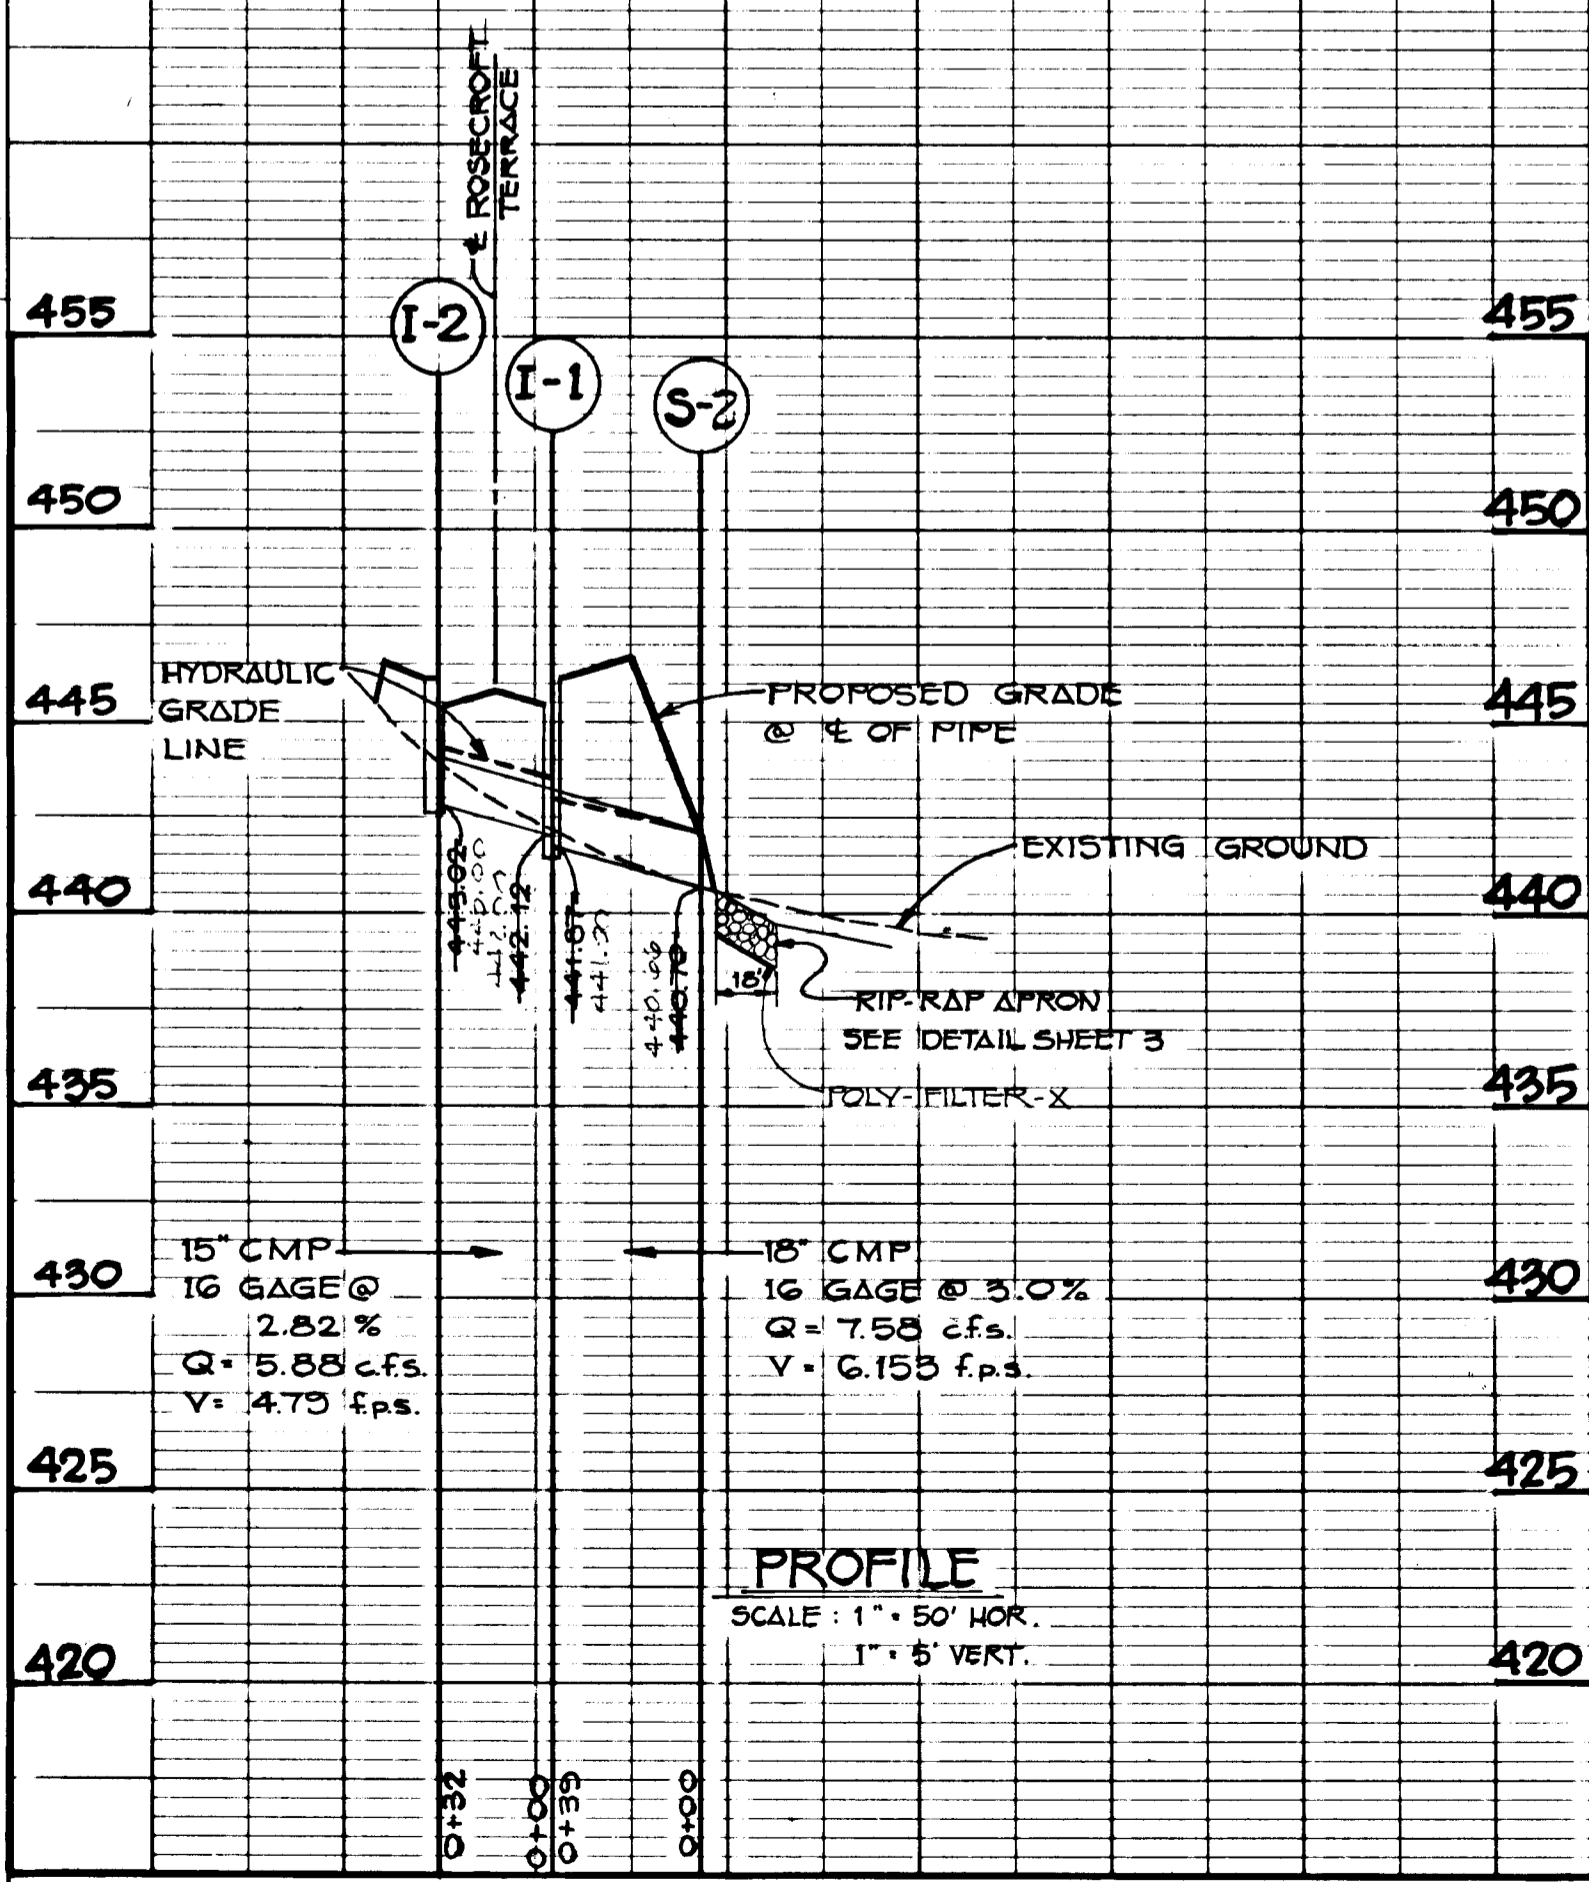 ℄ ROSECROFT
TERRACE
455
455
I-2
I-1
S-2
450
450
HYDRAULIC
GRADE
LINE
445
445
PROPOSED GRADE
@ ℄ OF PIPE
EXISTING GROUND
440
440
443.02
442.12
441.87
440.66
440.70
18'
RIP-RAP APRON
SEE DETAIL SHEET 3
POLY-FILTER-X
435
435
15" CMP
16 GAGE @
2.82 %
Q= 5.88 c.f.s.
V= 4.79 f.p.s.
18" CMP
16 GAGE @ 3.0%
Q= 7.58 c.f.s.
V= 6.153 f.p.s.
430
430
425
425
PROFILE
SCALE : 1" = 50' HOR.
1" = 5' VERT.
420
420
0+32
0+00
0+39
0+00